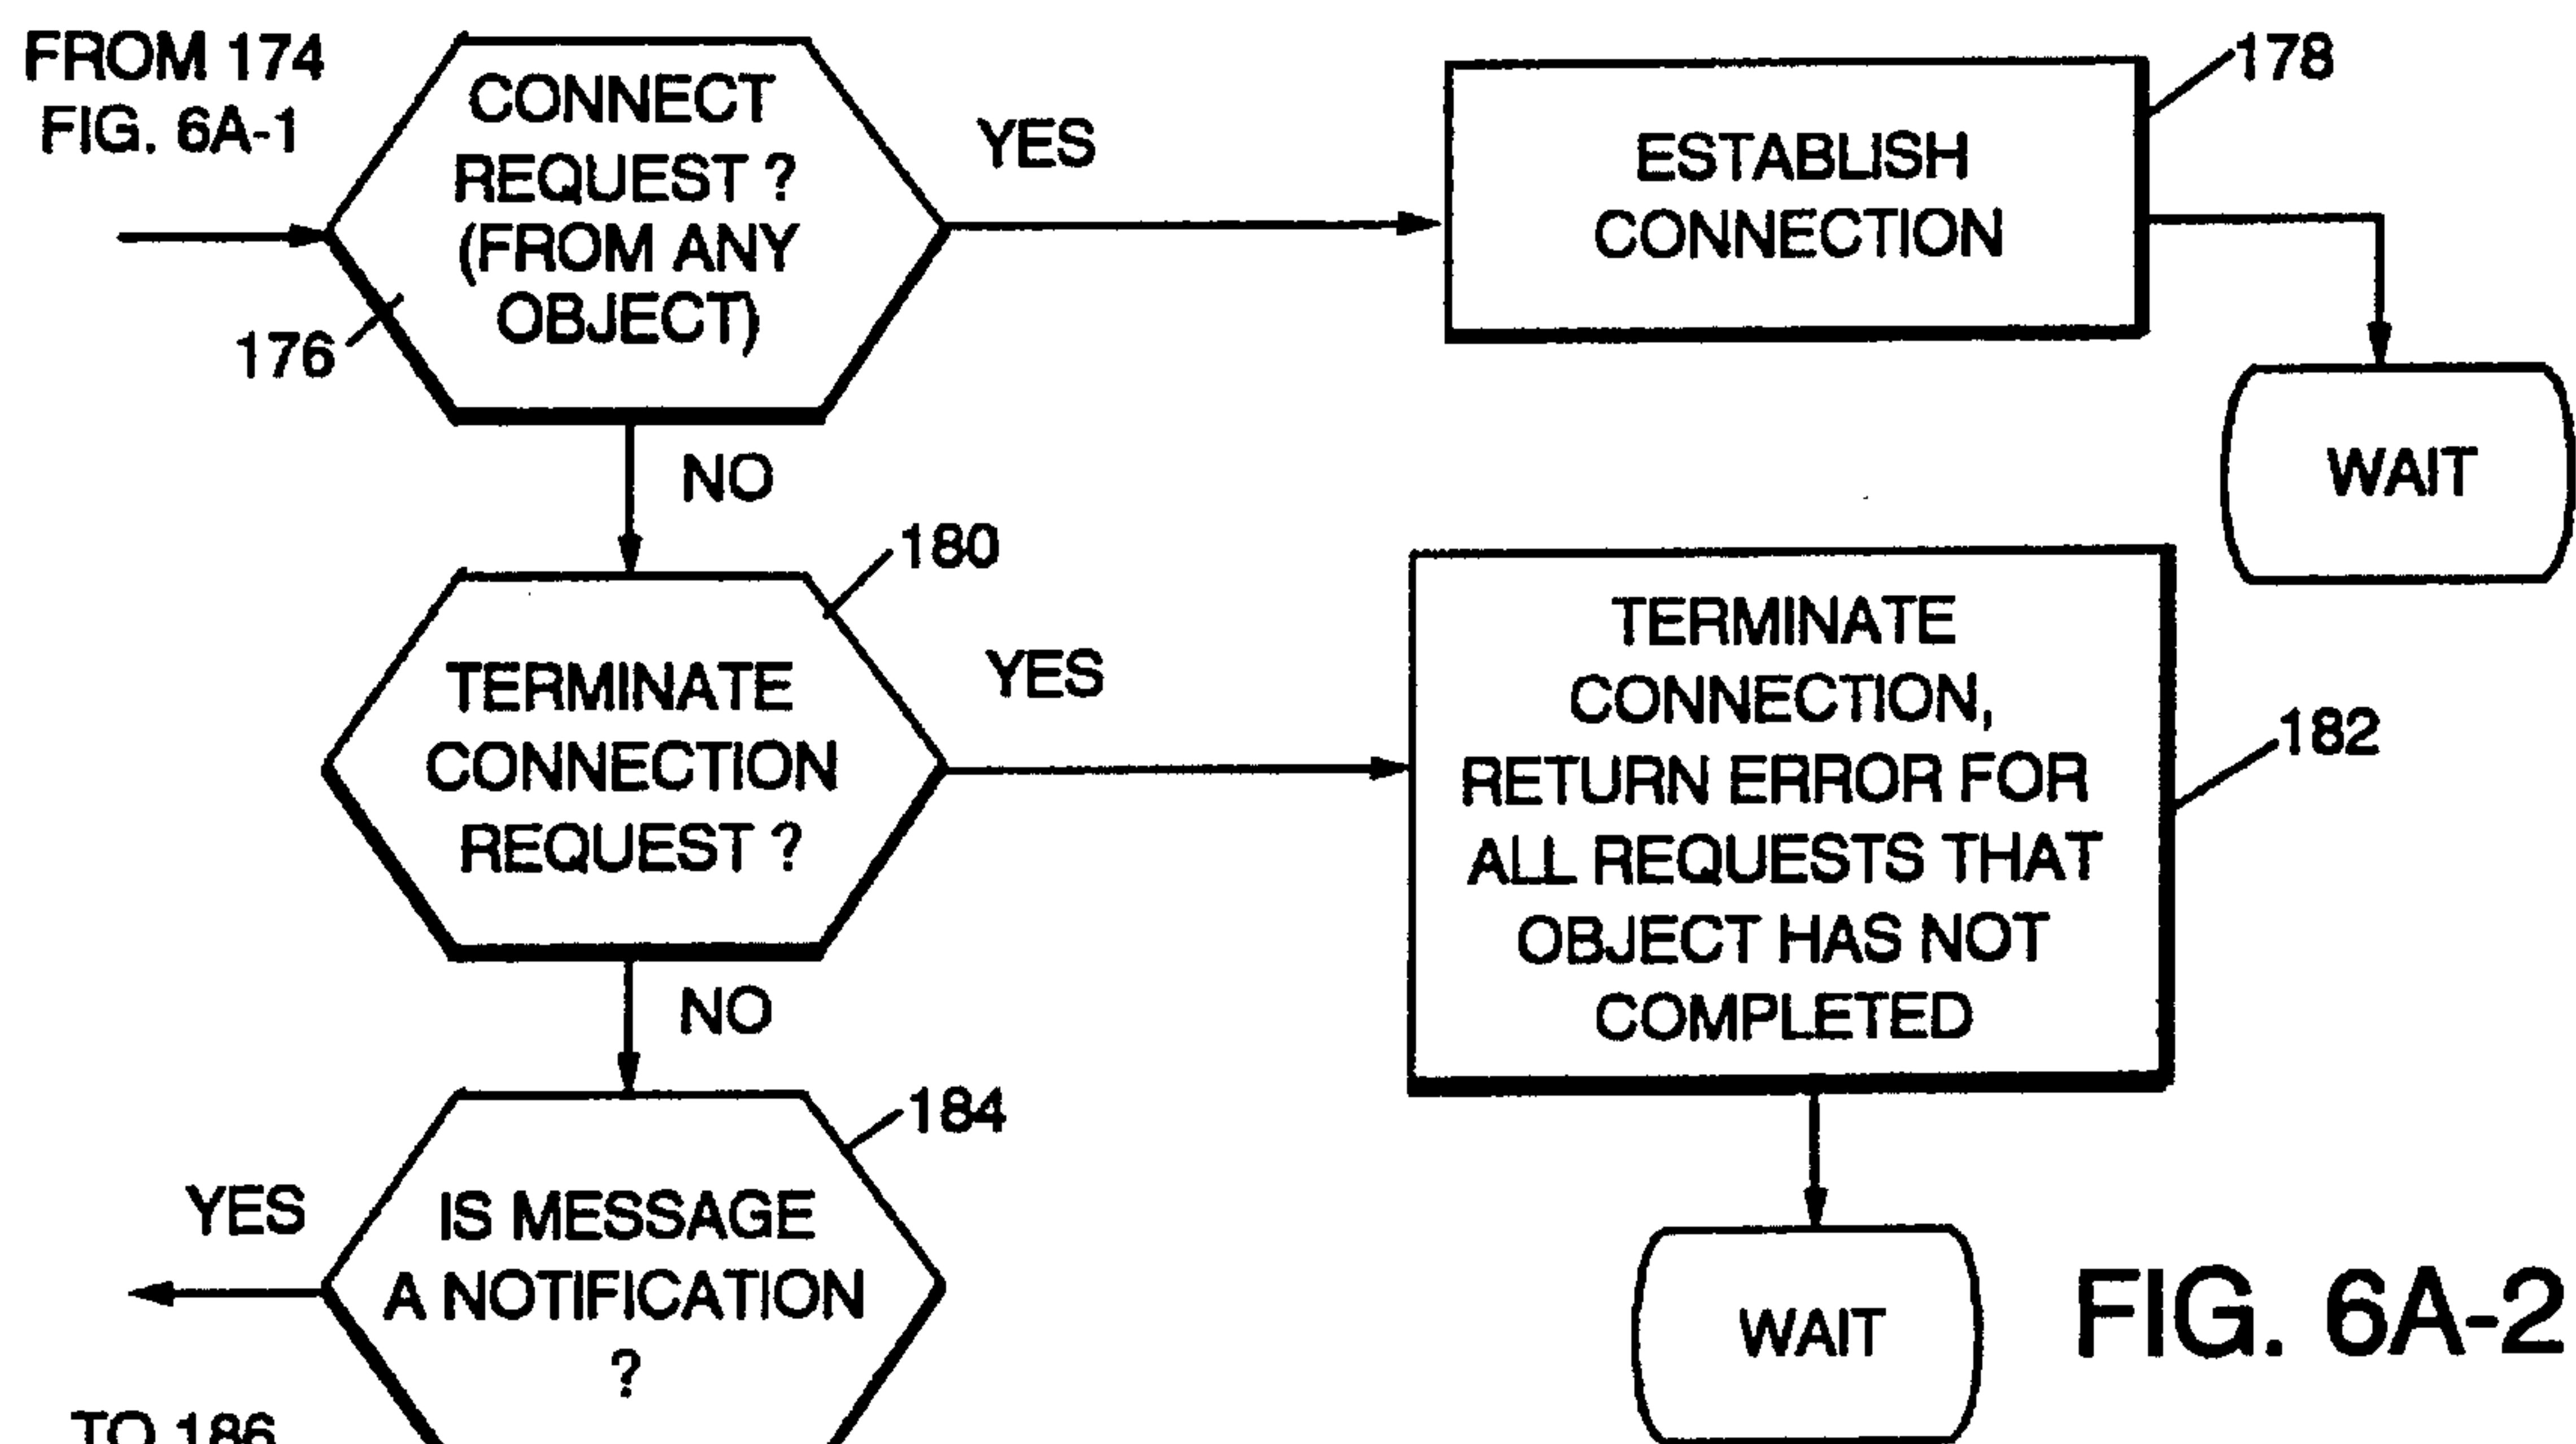 FROM 174
FIG. 6A-1
CONNECT
REQUEST ?
(FROM ANY
OBJECT)
176
YES
ESTABLISH
CONNECTION
178
WAIT
NO
180
TERMINATE
CONNECTION
REQUEST ?
YES
TERMINATE
CONNECTION,
RETURN ERROR FOR
ALL REQUESTS THAT
OBJECT HAS NOT
COMPLETED
182
WAIT
NO
184
YES
IS MESSAGE
A NOTIFICATION
?
TO 186
FIG. 6A-2